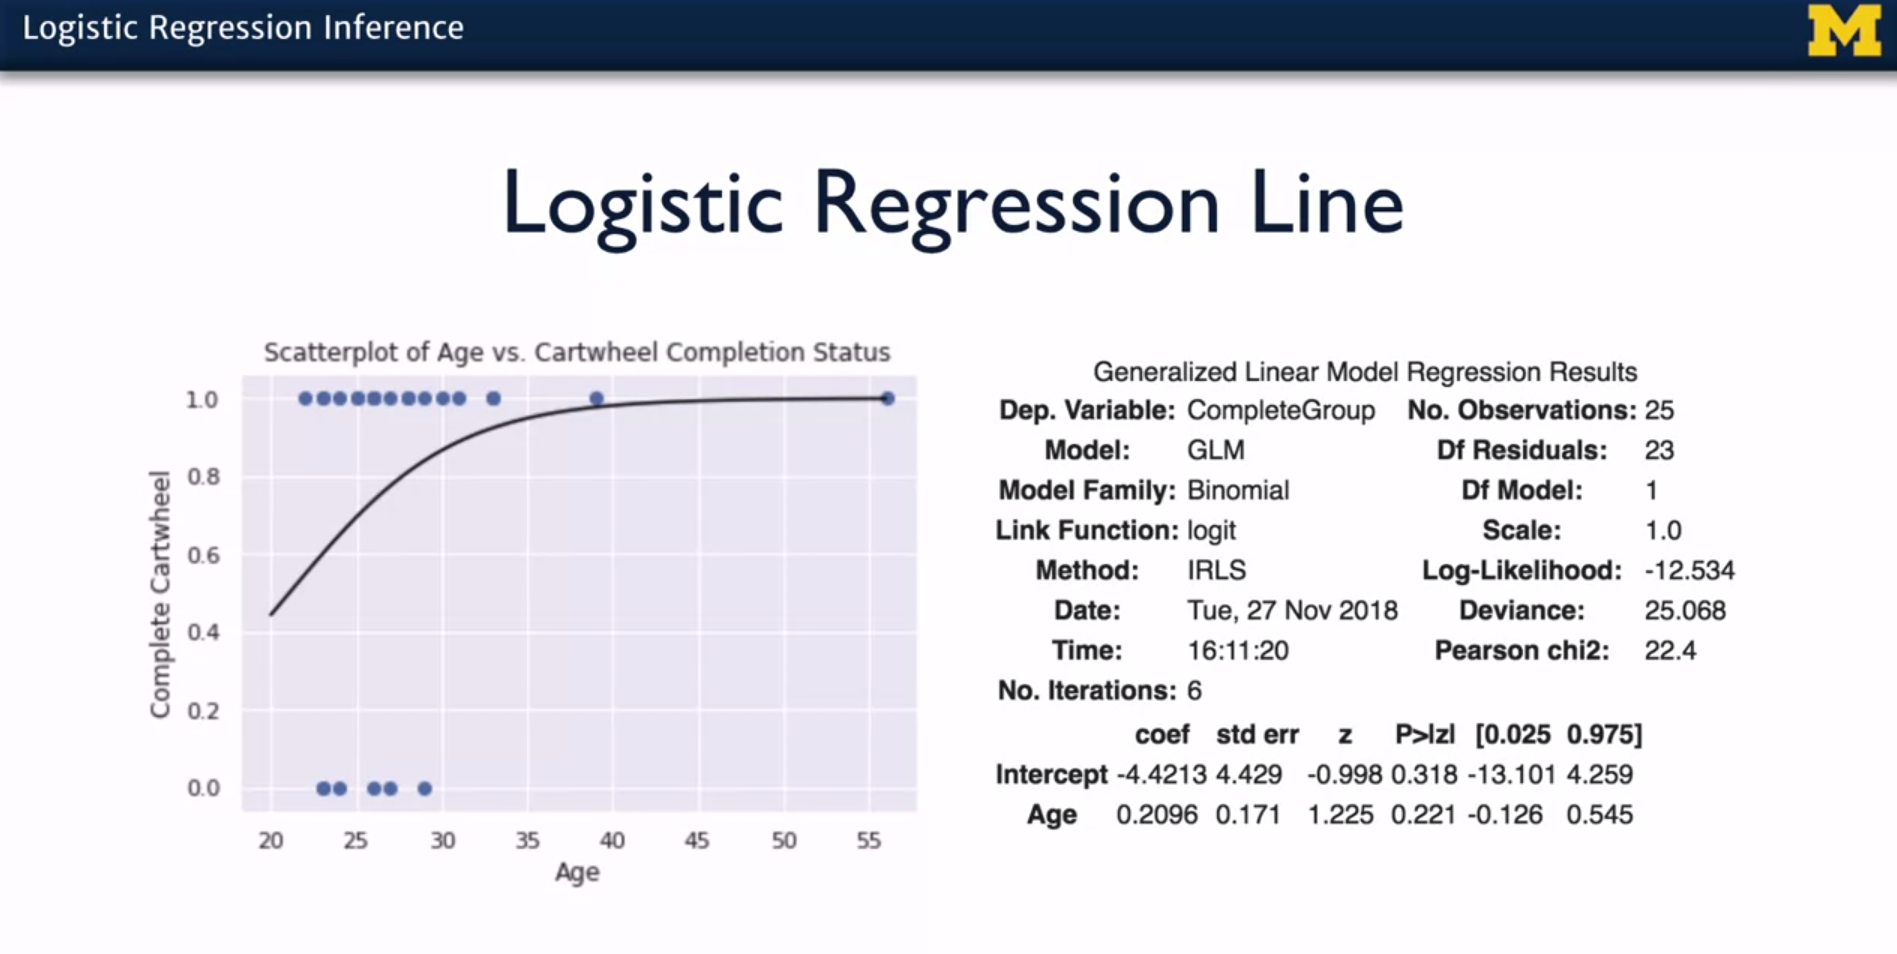 Logistic Regression Inference
M
Logistic Regression Line
Scatterplot of Age vs. Cartwheel Completion Status
1.0
0.8
0.6
0.4
0.2
0.0
Complete Cartwheel
20 25 30 35 40 45 50 55
Age
Generalized Linear Model Regression Results
Dep. Variable: CompleteGroup No. Observations: 25
Model: GLM Df Residuals: 23
Model Family: Binomial Df Model: 1
Link Function: logit Scale: 1.0
Method: IRLS Log-Likelihood: -12.534
Date: Tue, 27 Nov 2018 Deviance: 25.068
Time: 16:11:20 Pearson chi2: 22.4
No. Iterations: 6
coef std err z P>|z| [0.025 0.975]
Intercept -4.4213 4.429 -0.998 0.318 -13.101 4.259
Age 0.2096 0.171 1.225 0.221 -0.126 0.545